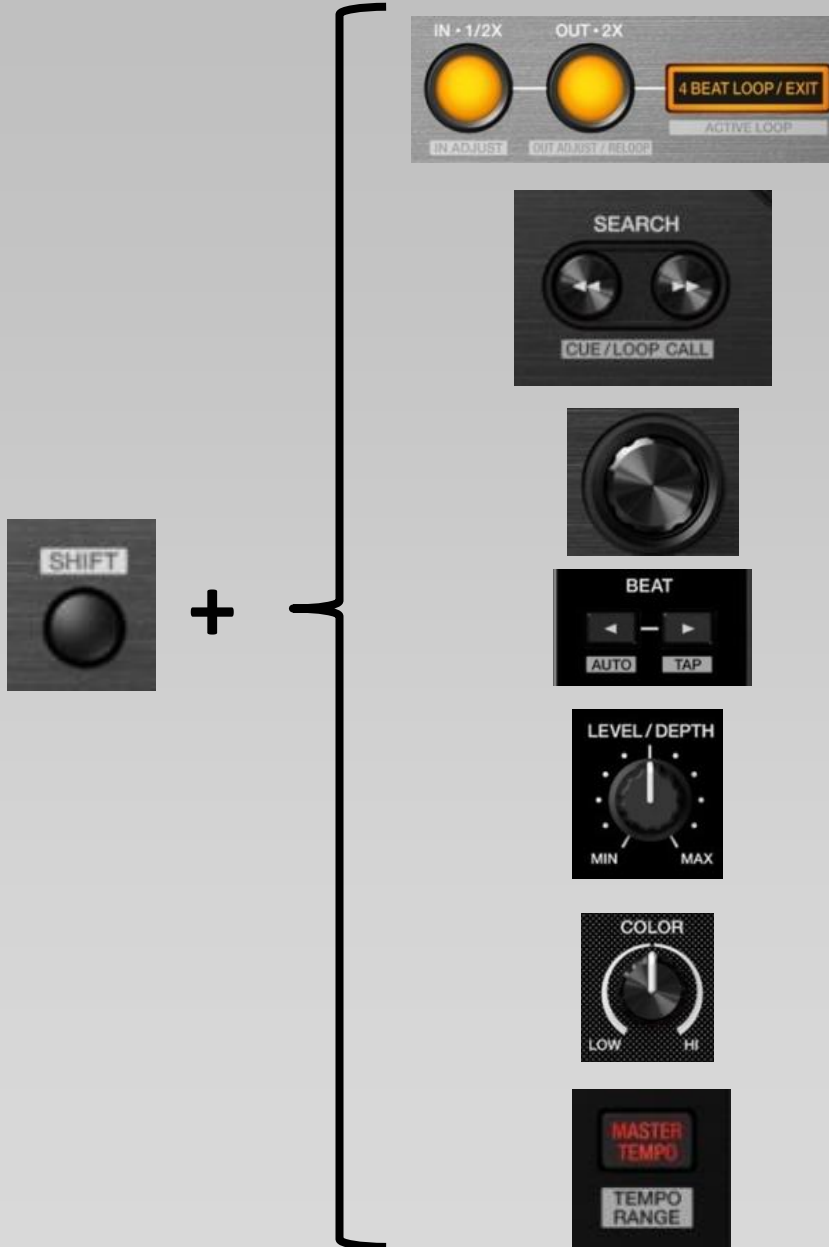 IN • 1/2X OUT • 2X
4 BEAT LOOP / EXIT
IN ADJUST OUT ADJUST / RELOOP ACTIVE LOOP
SEARCH
CUE / LOOP CALL
SHIFT
+
BEAT
AUTO TAP
LEVEL / DEPTH
MIN MAX
COLOR
LOW HI
MASTER
TEMPO
TEMPO
RANGE